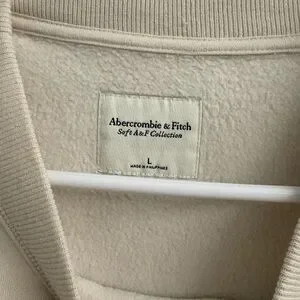 Abercrombie & Fitch
Soft A&F Collection
L
MADE IN PHILIPPINES